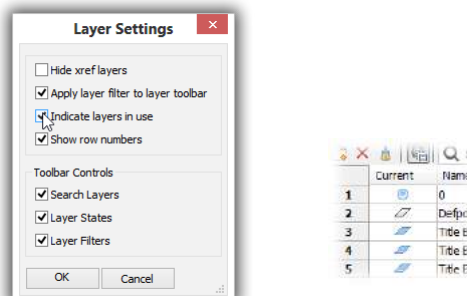 Layer Settings
Hide xref layers
Apply layer filter to layer toolbar
Indicate layers in use
Show row numbers
Toolbar Controls
Search Layers
Layer States
Layer Filters
OK Cancel
Current Name
1 0
2 Defpo
3 Title B
4 Title B
5 Title B